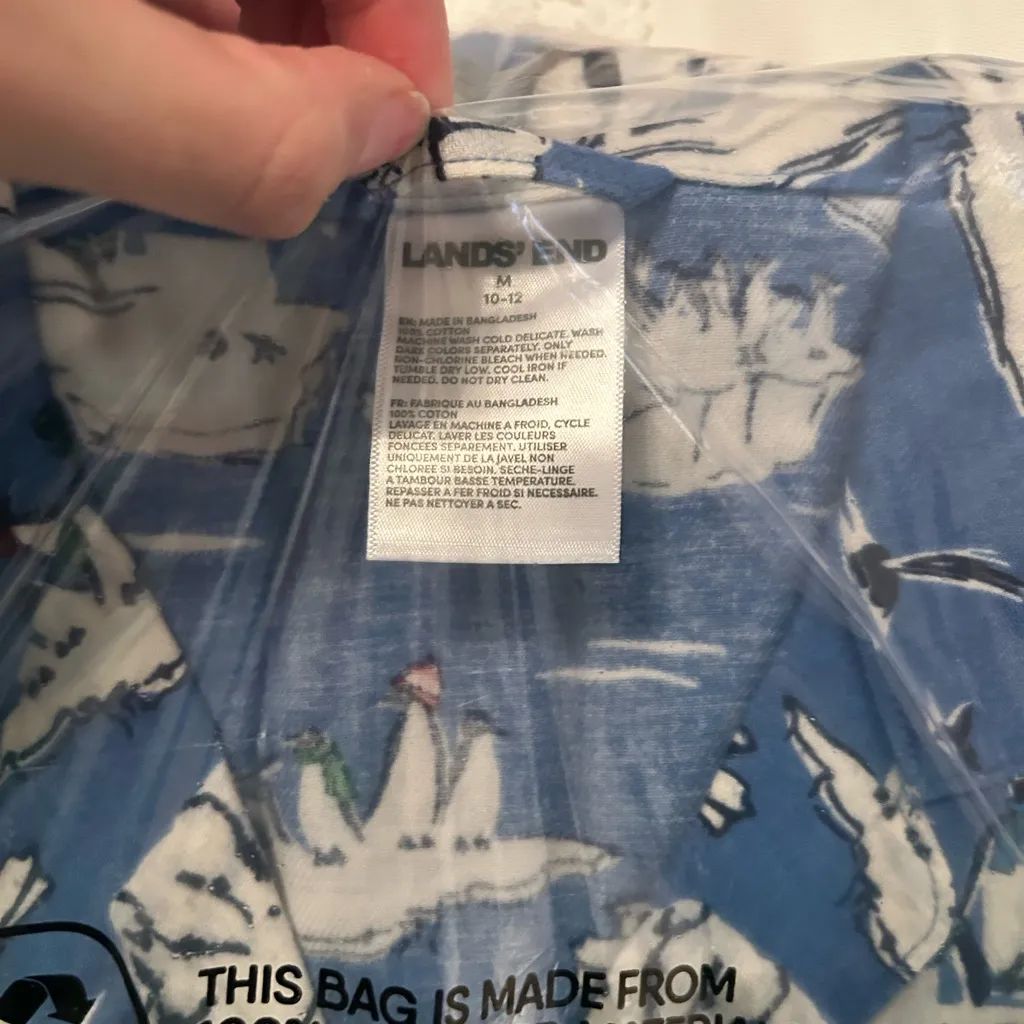 LANDS' END
M
10-12
EN: MADE IN BANGLADESH
100% COTTON
MACHINE WASH COLD DELICATE. WASH
DARK COLORS SEPARATELY. ONLY
NON-CHLORINE BLEACH WHEN NEEDED.
TUMBLE DRY LOW. COOL IRON IF
NEEDED. DO NOT DRY CLEAN.
FR: FABRIQUE AU BANGLADESH
100% COTON
LAVAGE EN MACHINE A FROID, CYCLE
DELICAT. LAVER LES COULEURS
FONCEES SEPAREMENT. UTILISER
UNIQUEMENT DE LA JAVEL NON
CHLOREE SI BESOIN. SECHE-LINGE
A TAMBOUR BASSE TEMPERATURE.
REPASSER A FER FROID SI NECESSAIRE.
NE PAS NETTOYER A SEC.
THIS BAG IS MADE FROM